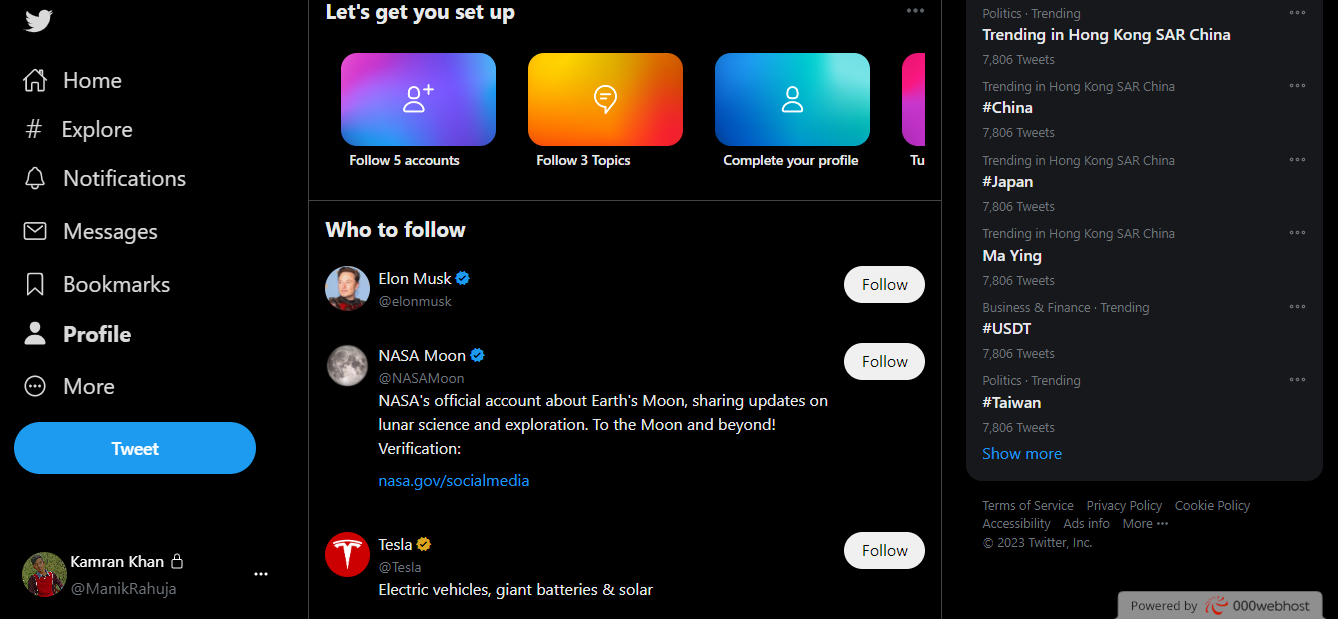 Home
Explore
Notifications
Messages
Bookmarks
Profile
More
Tweet
Kamran Khan
@ManikRahuja
Let's get you set up
Follow 5 accounts
Follow 3 Topics
Complete your profile
Tu
Who to follow
Elon Musk
@elonmusk
Follow
NASA Moon
@NASAMoon
Follow
NASA's official account about Earth's Moon, sharing updates on
lunar science and exploration. To the Moon and beyond!
Verification:
nasa.gov/socialmedia
Tesla
@Tesla
Follow
Electric vehicles, giant batteries & solar
Politics · Trending
Trending in Hong Kong SAR China
7,806 Tweets
Trending in Hong Kong SAR China
#China
7,806 Tweets
Trending in Hong Kong SAR China
#Japan
7,806 Tweets
Trending in Hong Kong SAR China
Ma Ying
7,806 Tweets
Business & Finance · Trending
#USDT
7,806 Tweets
Politics · Trending
#Taiwan
7,806 Tweets
Show more
Terms of Service Privacy Policy Cookie Policy
Accessibility Ads info More ···
© 2023 Twitter, Inc.
Powered by 000webhost